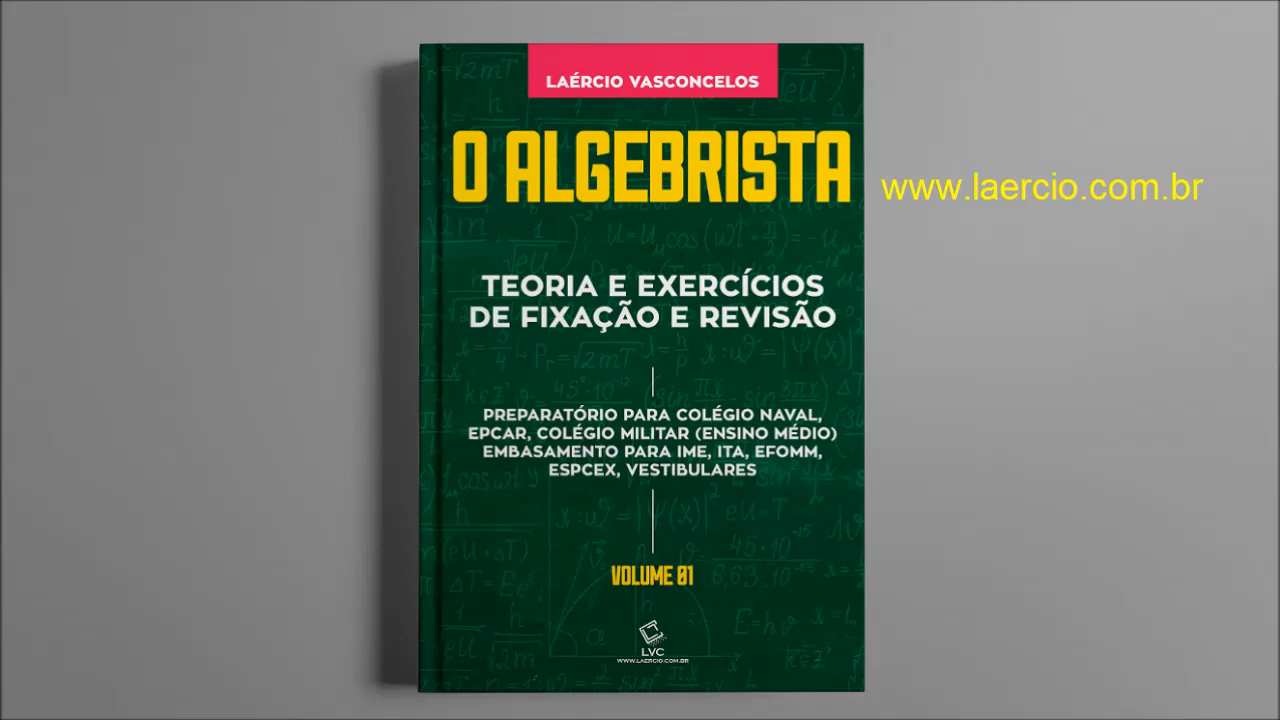 LAÉRCIO VASCONCELOS
O ALGEBRISTA
www.laercio.com.br
TEORIA E EXERCÍCIOS
DE FIXAÇÃO E REVISÃO
PREPARATÓRIO PARA COLÉGIO NAVAL,
EPCAR, COLÉGIO MILITAR (ENSINO MÉDIO)
EMBASAMENTO PARA IME, ITA, EFOMM,
ESPCEX, VESTIBULARES
VOLUME 01
LVC
WWW.LAERCIO.COM.BR